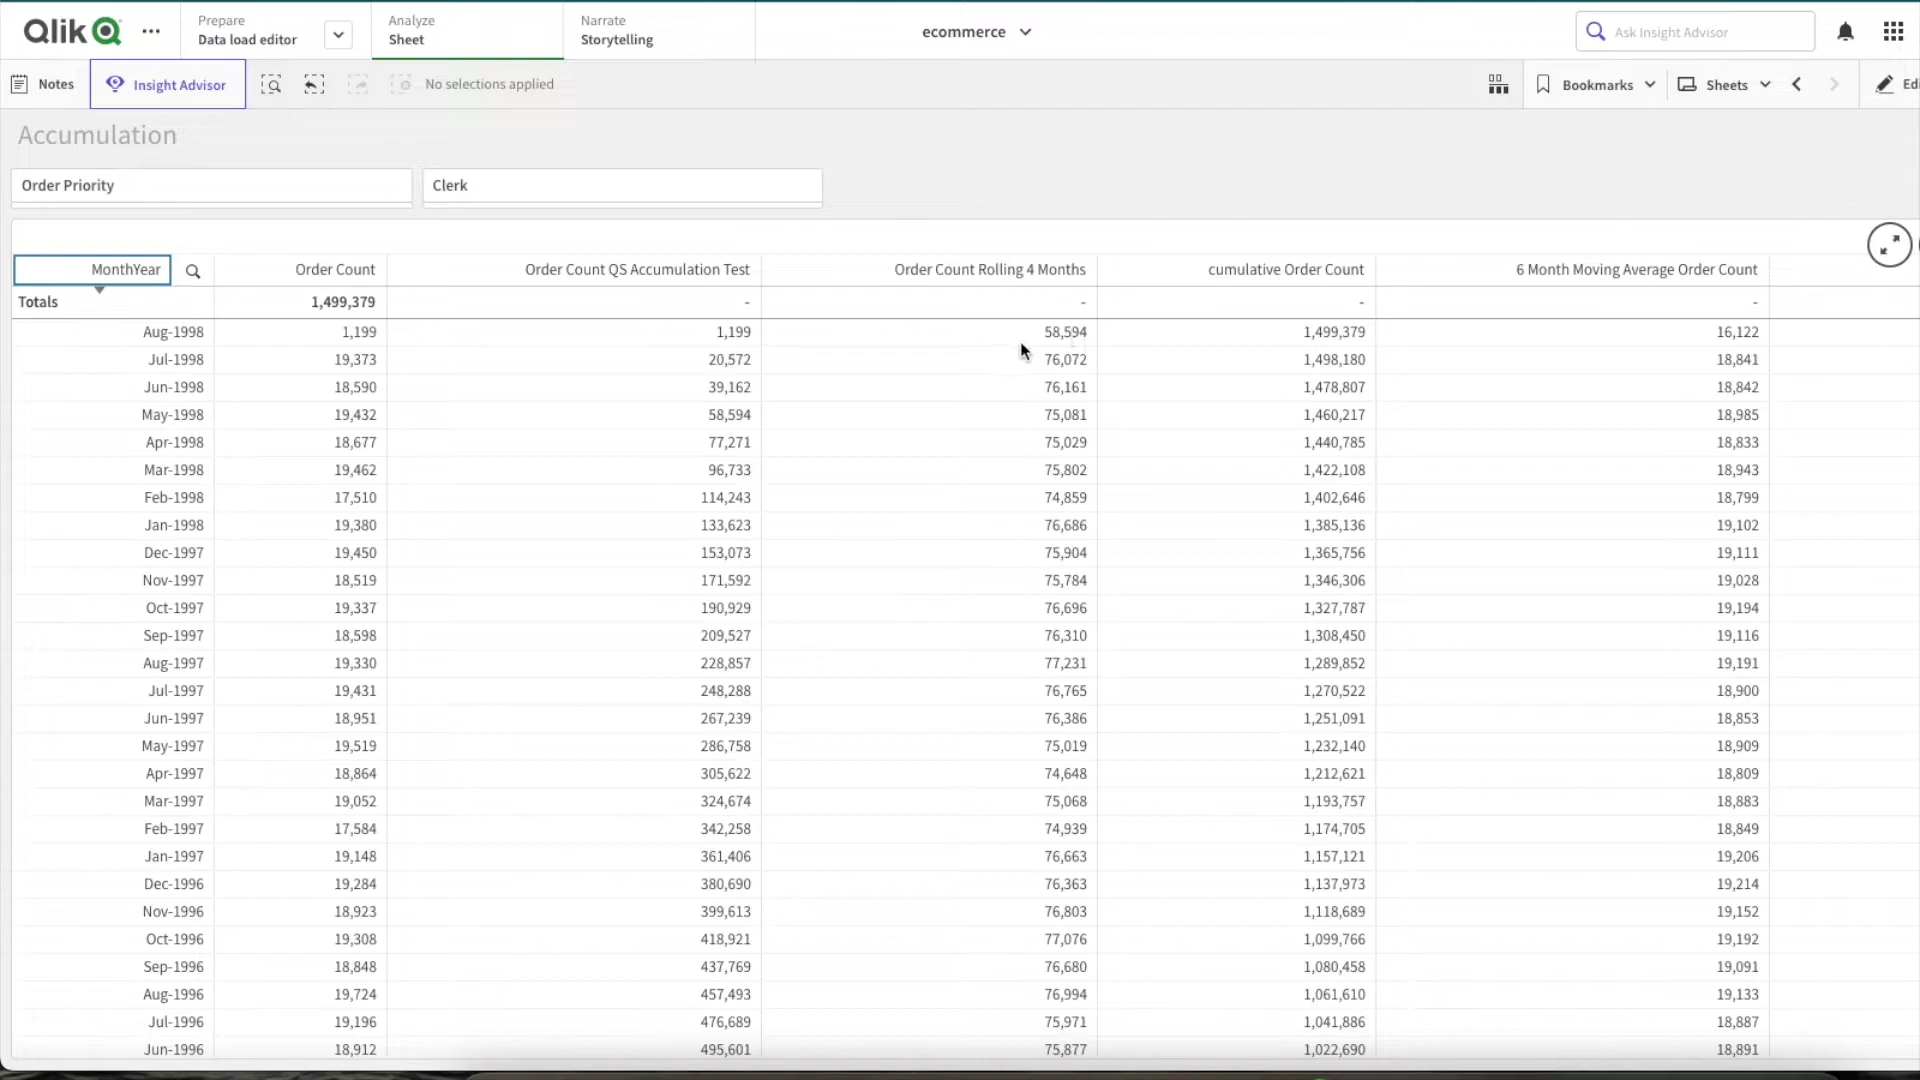 Qlik
Prepare
Data load editor
Analyze
Sheet
Narrate
Storytelling
ecommerce
Ask Insight Advisor
Notes
Insight Advisor
No selections applied
Bookmarks
Sheets
Accumulation
Order Priority
Clerk
MonthYear Order Count Order Count QS Accumulation Test Order Count Rolling 4 Months cumulative Order Count 6 Month Moving Average Order Count
Totals 1,499,379 - - - -
Aug-1998 1,199 1,199 58,594 1,499,379 16,122
Jul-1998 19,373 20,572 76,072 1,498,180 18,841
Jun-1998 18,590 39,162 76,161 1,478,807 18,842
May-1998 19,432 58,594 75,081 1,460,217 18,985
Apr-1998 18,677 77,271 75,029 1,440,785 18,833
Mar-1998 19,462 96,733 75,802 1,422,108 18,943
Feb-1998 17,510 114,243 74,859 1,402,646 18,799
Jan-1998 19,380 133,623 76,686 1,385,136 19,102
Dec-1997 19,450 153,073 75,904 1,365,756 19,111
Nov-1997 18,519 171,592 75,784 1,346,306 19,028
Oct-1997 19,337 190,929 76,696 1,327,787 19,194
Sep-1997 18,598 209,527 76,310 1,308,450 19,116
Aug-1997 19,330 228,857 77,231 1,289,852 19,191
Jul-1997 19,431 248,288 76,765 1,270,522 18,900
Jun-1997 18,951 267,239 76,386 1,251,091 18,853
May-1997 19,519 286,758 75,019 1,232,140 18,909
Apr-1997 18,864 305,622 74,648 1,212,621 18,809
Mar-1997 19,052 324,674 75,068 1,193,757 18,883
Feb-1997 17,584 342,258 74,939 1,174,705 18,849
Jan-1997 19,148 361,406 76,663 1,157,121 19,206
Dec-1996 19,284 380,690 76,363 1,137,973 19,214
Nov-1996 18,923 399,613 76,803 1,118,689 19,152
Oct-1996 19,308 418,921 77,076 1,099,766 19,192
Sep-1996 18,848 437,769 76,680 1,080,458 19,091
Aug-1996 19,724 457,493 76,994 1,061,610 19,133
Jul-1996 19,196 476,689 75,971 1,041,886 18,887
Jun-1996 18,912 495,601 75,877 1,022,690 18,891